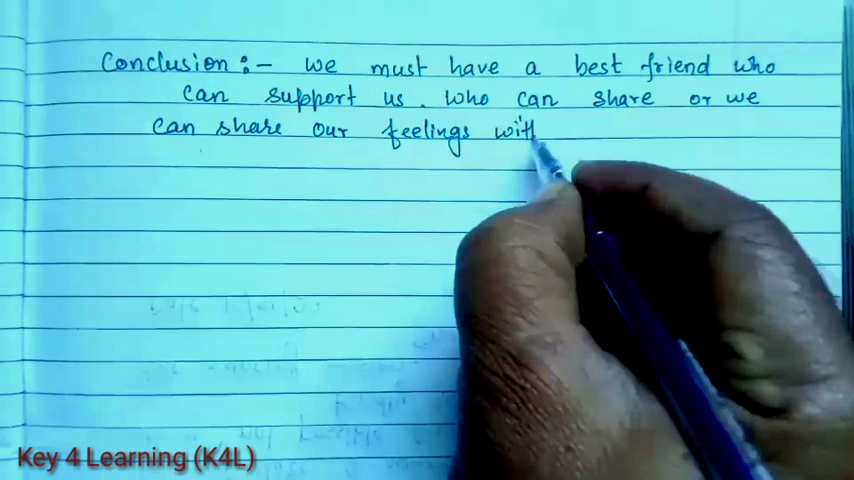 Conclusion :- we must have a best friend who
can support us. who can share or we
can share our feelings with
Key 4 Learning (K4L)